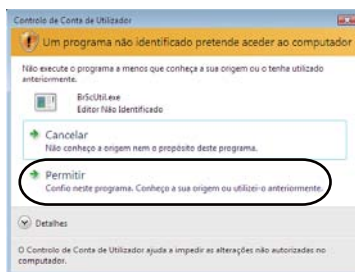 Controlo de Conta de Utilizador
Um programa não identificado pretende aceder ao computador
Não execute o programa a menos que conheça a sua origem ou o tenha utilizado
anteriormente.
BrScUtil.exe
Editor Não Identificado
Cancelar
Não conheço a origem nem o propósito deste programa.
Permitir
Confio neste programa. Conheço a sua origem ou utilizei-o anteriormente.
Detalhes
O Controlo de Conta de Utilizador ajuda a impedir as alterações não autorizadas no
computador.